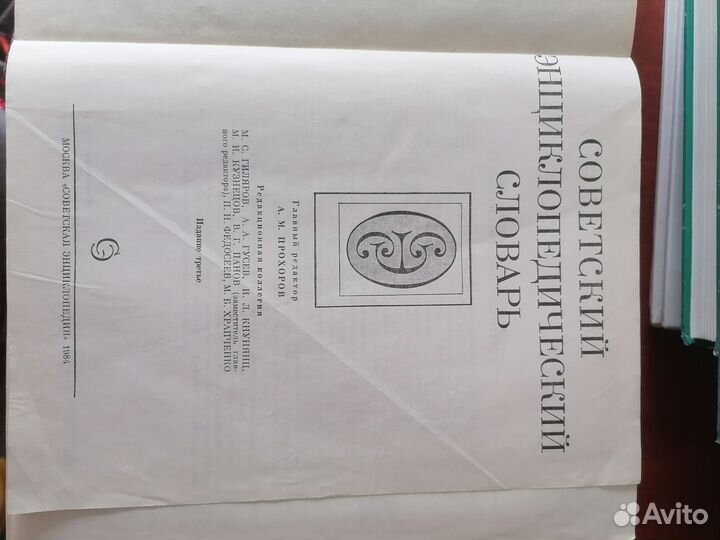 СОВЕТСКИЙ
ЭНЦИКЛОПЕДИЧЕСКИЙ
СЛОВАРЬ
Главный редактор
А. М. ПРОХОРОВ
Редакционная коллегия
М. С. ГИЛЯРОВ, А. А. ГУСЕВ, И. Л. КНУНЯНЦ,
М. И. КУЗНЕЦОВ, В. Г. ПАНОВ (заместитель глав-
ного редактора), П. Н. ФЕДОСЕЕВ, М. Б. ХРАПЧЕНКО
Издание третье
МОСКВА «СОВЕТСКАЯ ЭНЦИКЛОПЕДИЯ» 1984
Avito